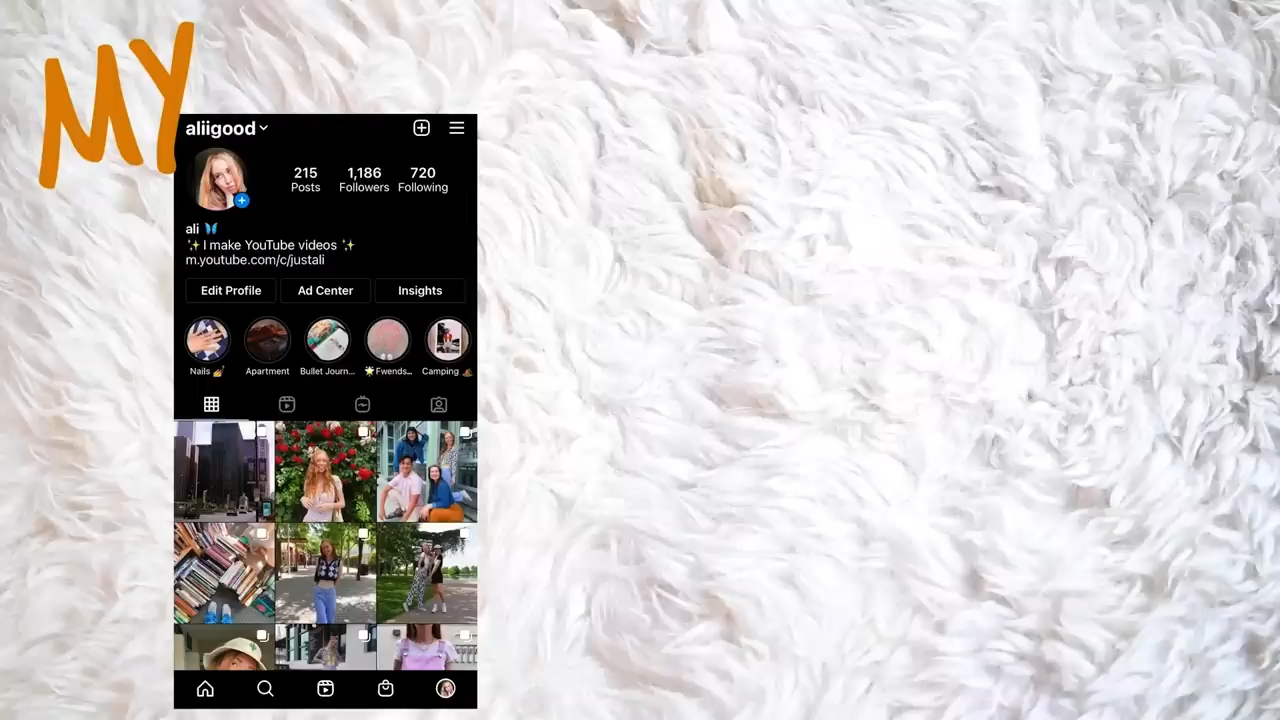 MY
aliigood
215 1,186 720
Posts Followers Following
ali 🦋
✨ I make YouTube videos ✨
m.youtube.com/c/justali
Edit Profile Ad Center Insights
Nails 💅 Apartment Bullet Journ... 🌟Fwends... Camping 🏕